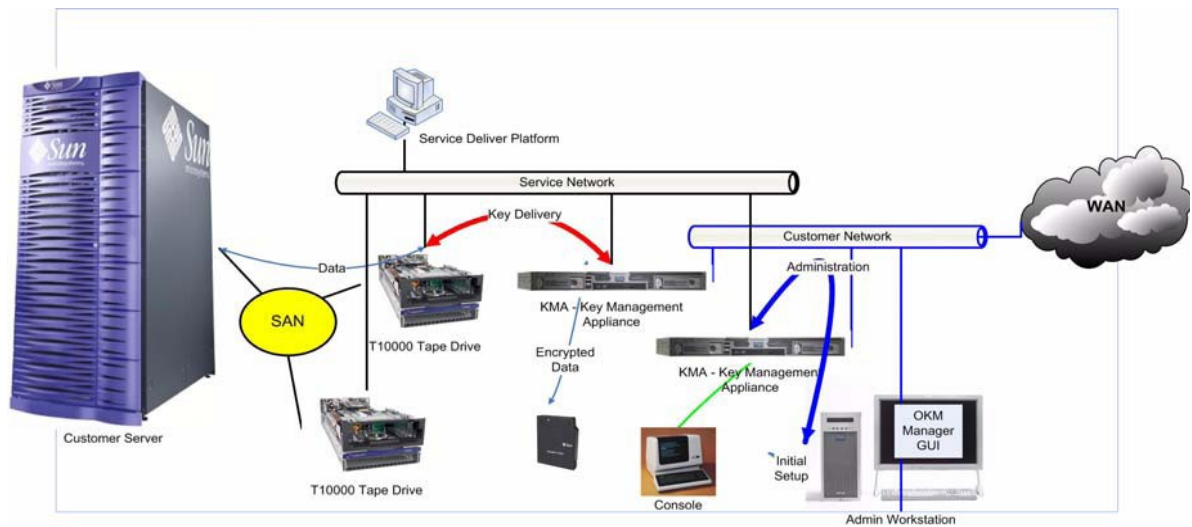 Service Deliver Platform
Service Network
Key Delivery
Customer Network
WAN
Data
Administration
SAN
KMA - Key Management
Appliance
T10000 Tape Drive
Encrypted
Data
KMA - Key Management
Appliance
Sun
microsystems
Sun
Customer Server
OKM
Manager
GUI
Initial
Setup
T10000 Tape Drive
Console
Admin Workstation